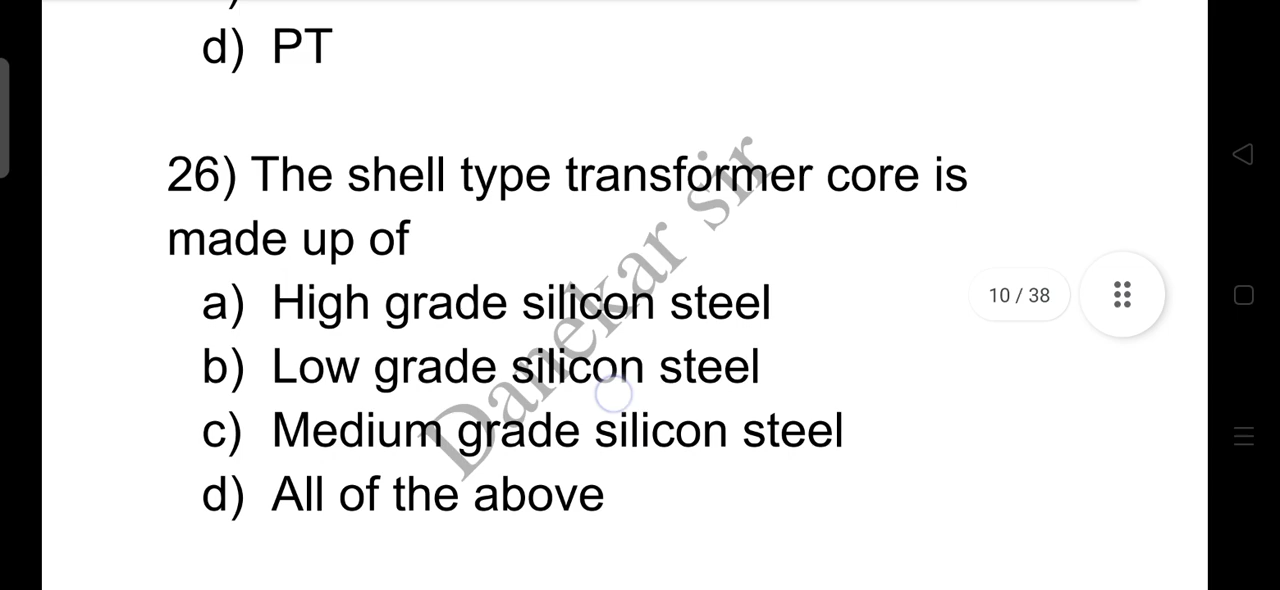 d) PT
26) The shell type transformer core is
made up of
a) High grade silicon steel
b) Low grade silicon steel
c) Medium grade silicon steel
d) All of the above
10 / 38
Danekar sir